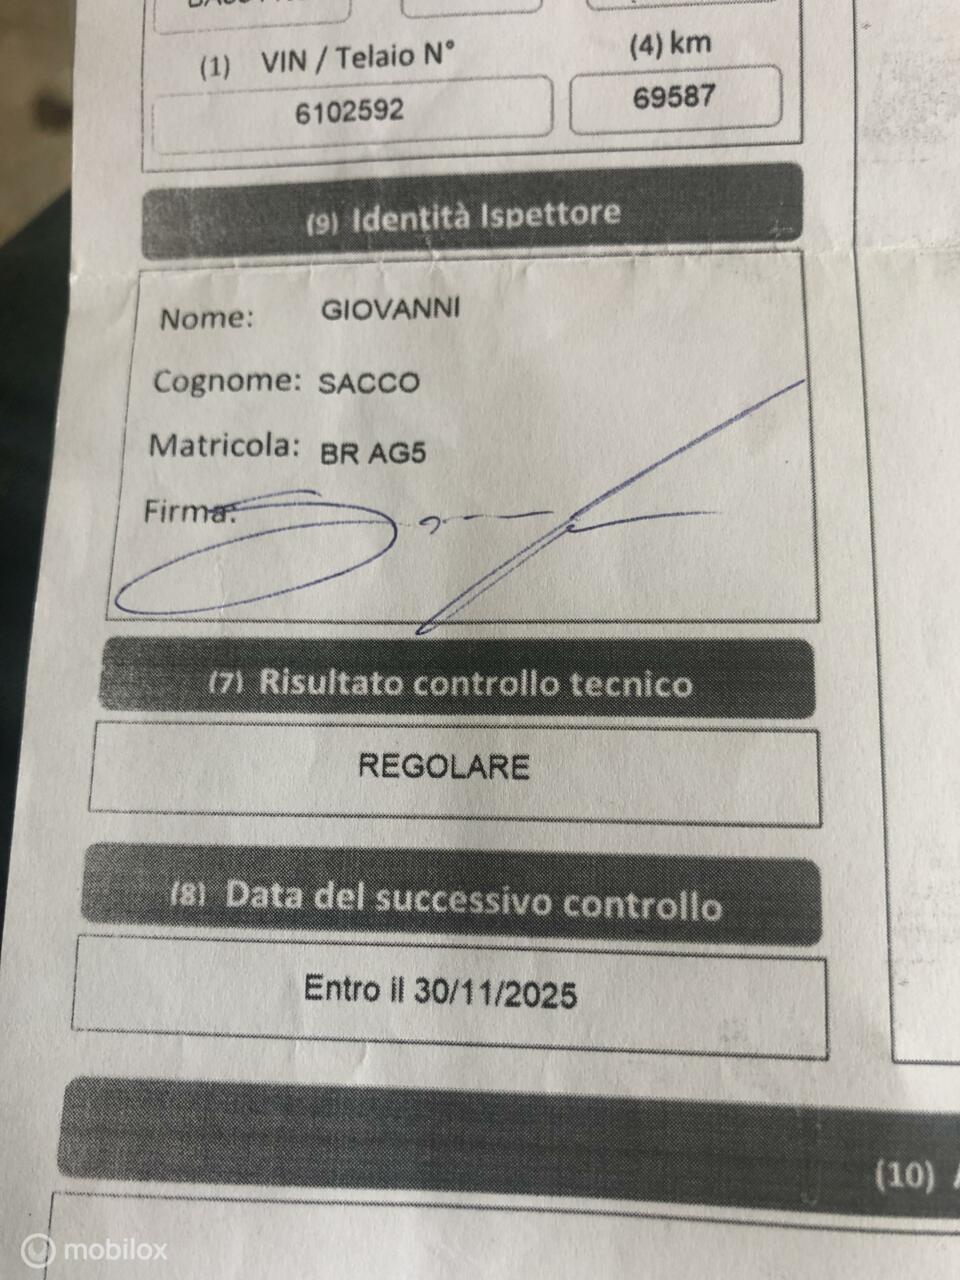 (1) VIN / Telaio N° (4) km
6102592 69587
(9) Identità Ispettore
Nome: GIOVANNI
Cognome: SACCO
Matricola: BR AG5
Firma:
(7) Risultato controllo tecnico
REGOLARE
(8) Data del successivo controllo
Entro il 30/11/2025
(10)
mobilox